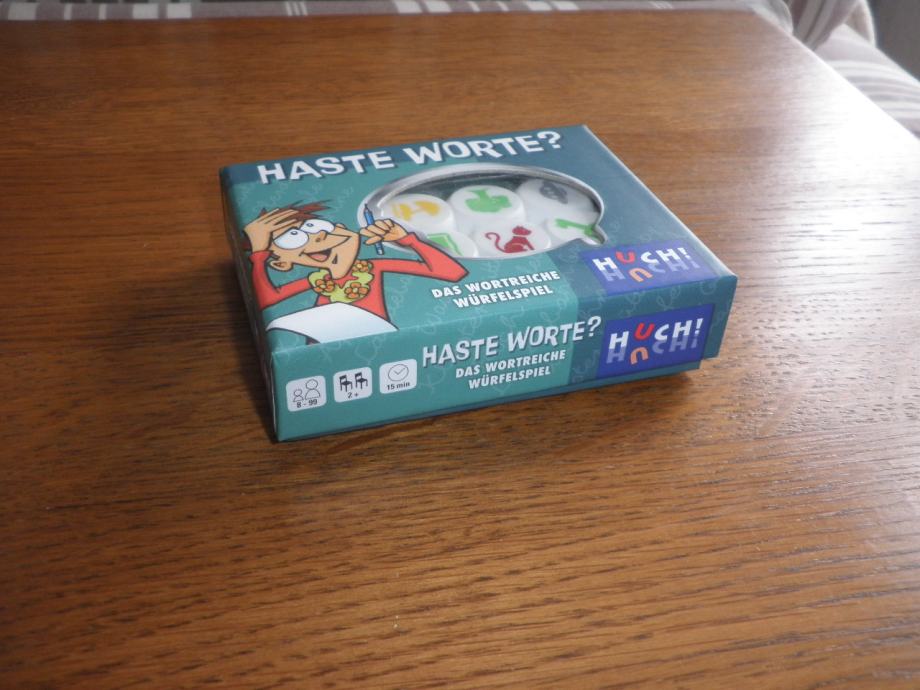 HASTE WORTE?
DAS WORTREICHE
WÜRFELSPIEL
HUCH!
HASTE WORTE?
DAS WORTREICHE
WÜRFELSPIEL
HUCH!
8 - 99
2 +
15 min